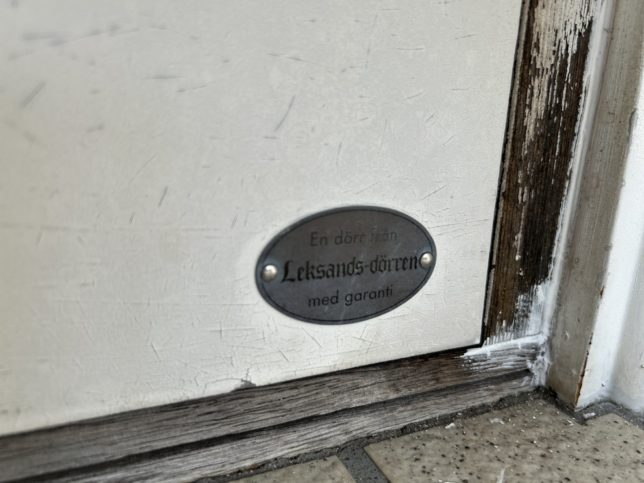 En dörr från
Leksands-dörren
med garanti